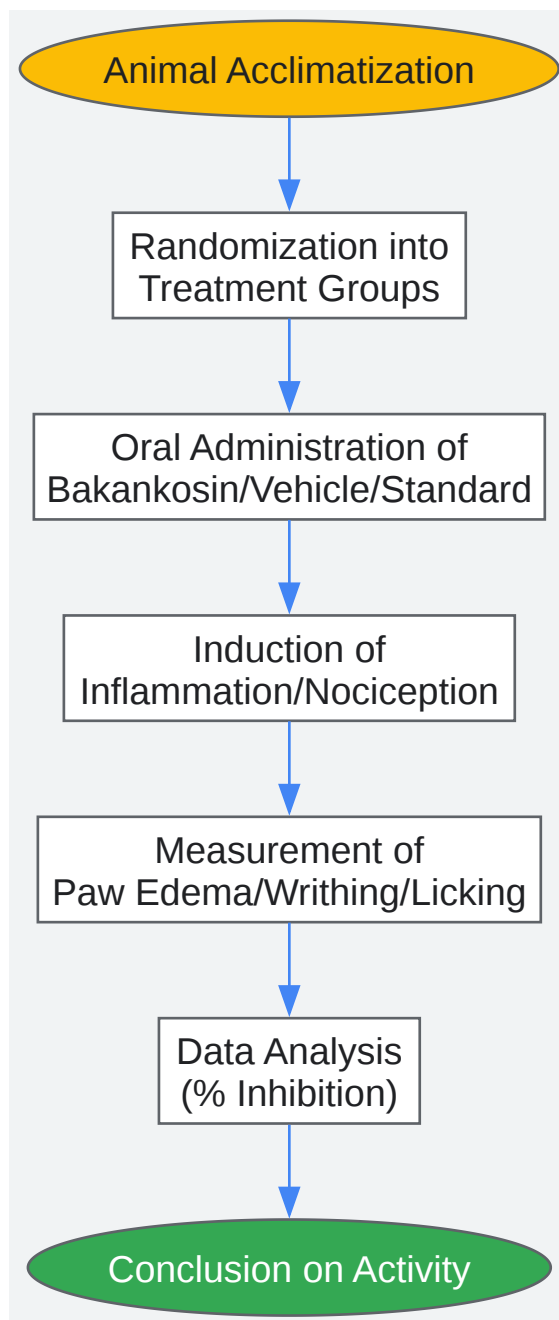 Animal Acclimatization
Randomization into
Treatment Groups
Oral Administration of
Bakankosin/Vehicle/Standard
Induction of
Inflammation/Nociception
Measurement of
Paw Edema/Writhing/Licking
Data Analysis
(% Inhibition)
Conclusion on Activity